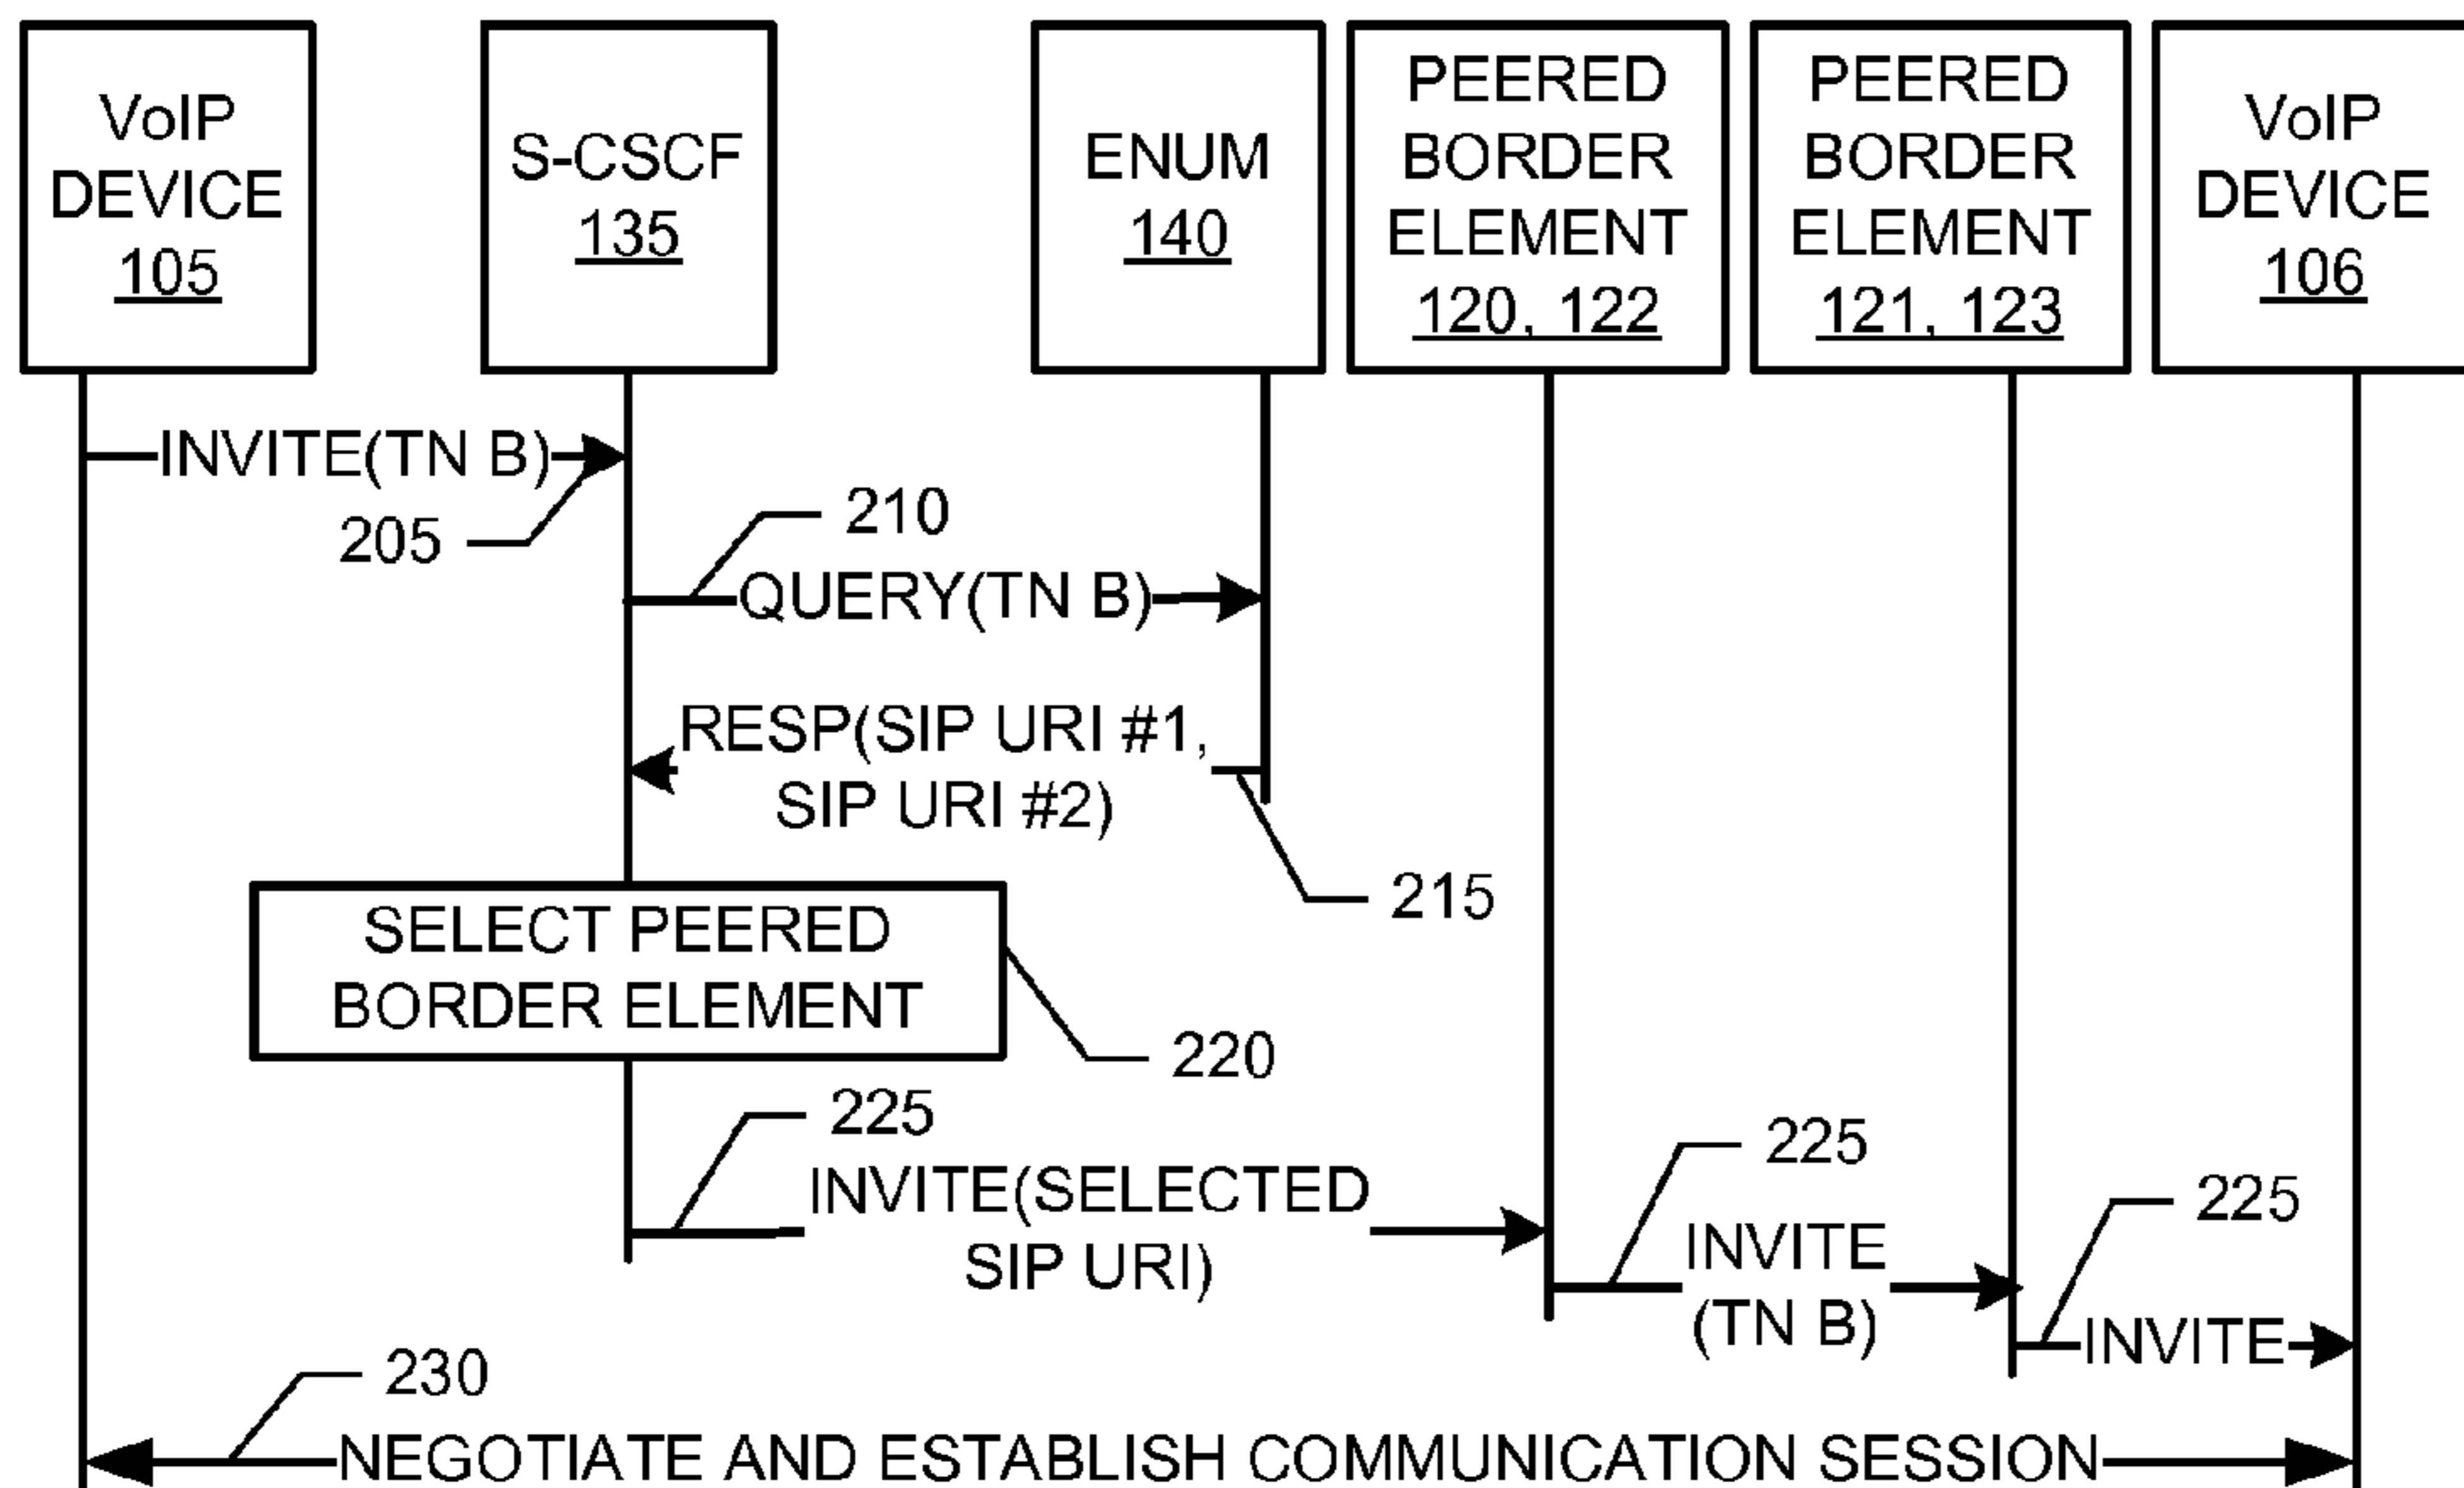 VoIP
DEVICE
105
S-CSCF
135
ENUM
140
PEERED
BORDER
ELEMENT
120, 122
PEERED
BORDER
ELEMENT
121, 123
VoIP
DEVICE
106
INVITE(TN B)
205
210
QUERY(TN B)
RESP(SIP URI #1,
SIP URI #2)
215
SELECT PEERED
BORDER ELEMENT
220
225
INVITE(SELECTED
SIP URI)
225
INVITE
(TN B)
225
INVITE
230
NEGOTIATE AND ESTABLISH COMMUNICATION SESSION